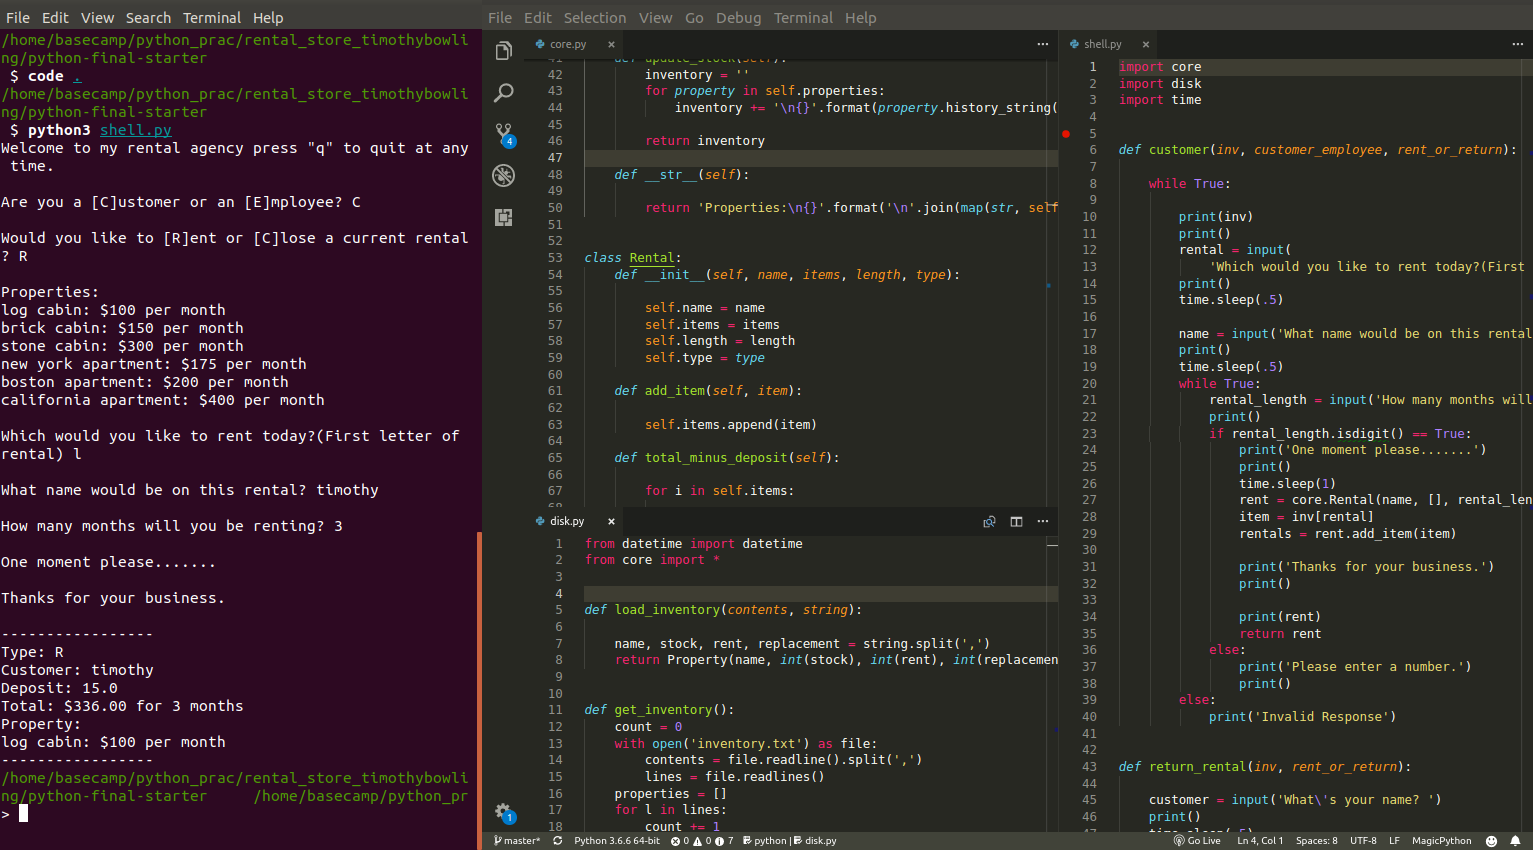 File Edit View Search Terminal Help
/home/basecamp/python_prac/rental_store_timothybowli
ng/python-final-starter
$ code .
/home/basecamp/python_prac/rental_store_timothybowli
ng/python-final-starter
$ python3 shell.py
Welcome to my rental agency press "q" to quit at any
time.
Are you a [C]ustomer or an [E]mployee? C
Would you like to [R]ent or [C]lose a current rental
? R
Properties:
log cabin: $100 per month
brick cabin: $150 per month
stone cabin: $300 per month
new york apartment: $175 per month
boston apartment: $200 per month
california apartment: $400 per month
Which would you like to rent today?(First letter of
rental) l
What name would be on this rental? timothy
How many months will you be renting? 3
One moment please.......
Thanks for your business.
-----------------
Type: R
Customer: timothy
Deposit: 15.0
Total: $336.00 for 3 months
Property:
log cabin: $100 per month
-----------------
/home/basecamp/python_prac/rental_store_timothybowli
ng/python-final-starter /home/basecamp/python_pr
>
File Edit Selection View Go Debug Terminal Help
core.py × ...
41 def update_stock(self):
42 inventory = ''
43 for property in self.properties:
44 inventory += '\n{}'.format(property.history_string(
45
46 return inventory
47
48 def __str__(self):
49
50 return 'Properties:\n{}'.format('\n'.join(map(str, self
51
52
53 class Rental:
54 def __init__(self, name, items, length, type):
55
56 self.name = name
57 self.items = items
58 self.length = length
59 self.type = type
60
61 def add_item(self, item):
62
63 self.items.append(item)
64
65 def total_minus_deposit(self):
66
67 for i in self.items:
disk.py × ...
1 from datetime import datetime
2 from core import *
3
4
5 def load_inventory(contents, string):
6
7 name, stock, rent, replacement = string.split(',')
8 return Property(name, int(stock), int(rent), int(replacemen
9
10
11 def get_inventory():
12 count = 0
13 with open('inventory.txt') as file:
14 contents = file.readline().split(',')
15 lines = file.readlines()
16 properties = []
17 for l in lines:
18 count += 1
shell.py × ...
1 import core
2 import disk
3 import time
4
5
6 def customer(inv, customer_employee, rent_or_return):
7
8 while True:
9
10 print(inv)
11 print()
12 rental = input(
13 'Which would you like to rent today?(First
14 print()
15 time.sleep(.5)
16
17 name = input('What name would be on this rental
18 print()
19 time.sleep(.5)
20 while True:
21 rental_length = input('How many months will
22 print()
23 if rental_length.isdigit() == True:
24 print('One moment please.......')
25 print()
26 time.sleep(1)
27 rent = core.Rental(name, [], rental_len
28 item = inv[rental]
29 rentals = rent.add_item(item)
30
31 print('Thanks for your business.')
32 print()
33
34 print(rent)
35 return rent
36 else:
37 print('Please enter a number.')
38 print()
39 else:
40 print('Invalid Response')
41
42
43 def return_rental(inv, rent_or_return):
44
45 customer = input('What\'s your name? ')
46 print()
47 time.sleep(.5)
4
1
master* Python 3.6.6 64-bit 0 0 7 python | disk.py Go Live Ln 4, Col 1 Spaces: 8 UTF-8 LF MagicPython